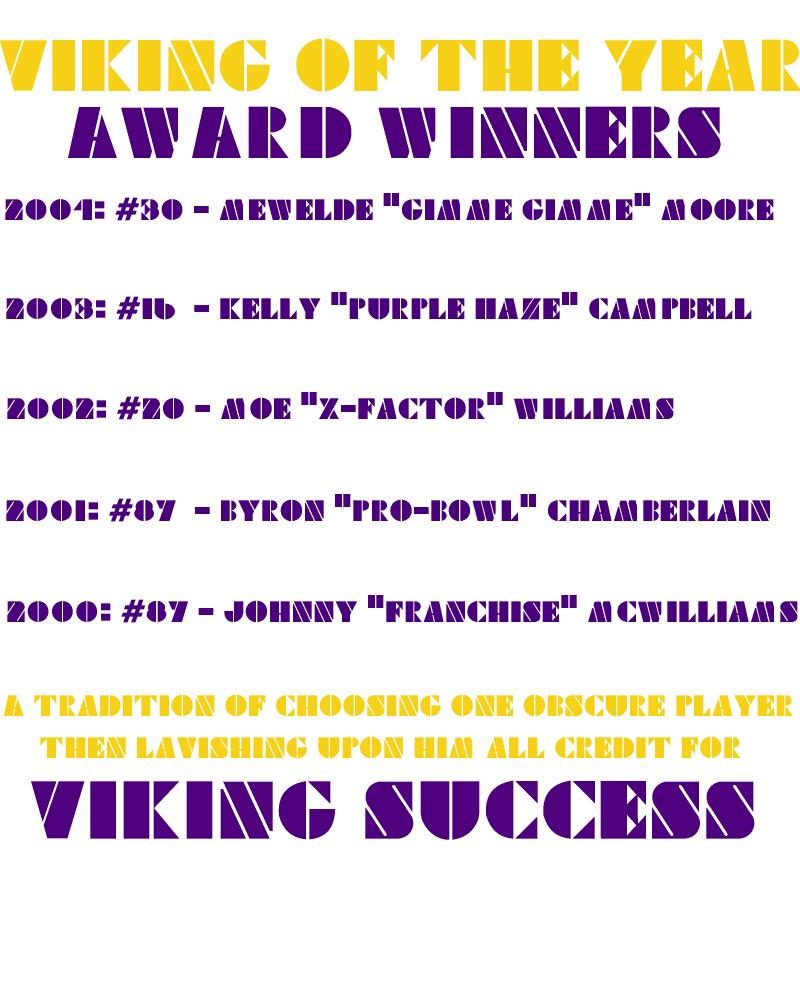 VIKING OF THE YEAR
AWARD WINNERS
2004: #30 - MEWELDE "GIMME GIMME" MOORE
2003: #16 - KELLY "PURPLE HAZE" CAMPBELL
2002: #20 - MOE "X-FACTOR" WILLIAMS
2001: #87 - BYRON "PRO-BOWL" CHAMBERLAIN
2000: #87 - JOHNNY "FRANCHISE" MCWILLIAMS
A TRADITION OF CHOOSING ONE OBSCURE PLAYER
THEN LAVISHING UPON HIM ALL CREDIT FOR
VIKING SUCCESS